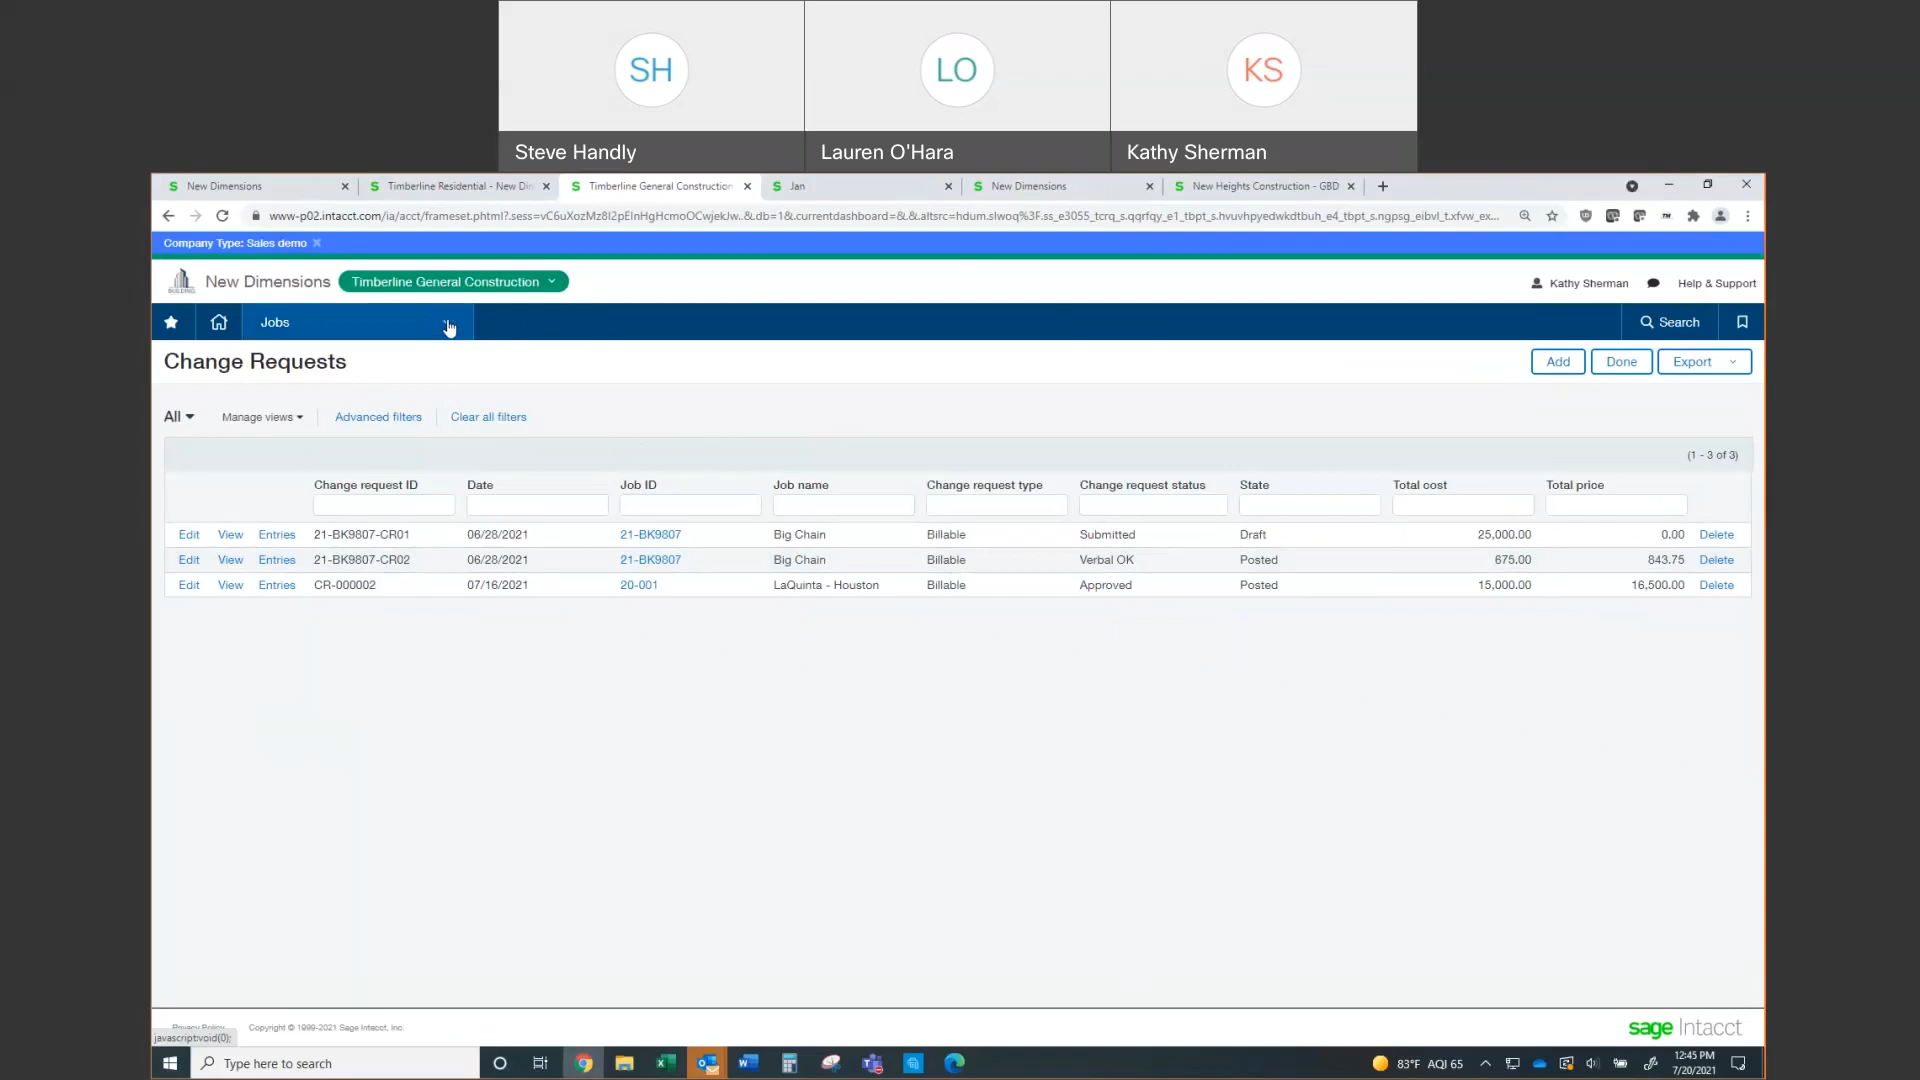 SH
LO
KS
Steve Handly
Lauren O'Hara
Kathy Sherman
New Dimensions
Timberline Residential - New Dim
Timberline General Construction
Jan
New Dimensions
New Heights Construction - GBD
Company Type: Sales demo
New Dimensions
Timberline General Construction
Kathy Sherman
Help & Support
Jobs
Search
Change Requests
Add
Done
Export
All
Manage views
Advanced filters
Clear all filters
(1 - 3 of 3)
Change request ID Date Job ID Job name Change request type Change request status State Total cost Total price
Edit View Entries 21-BK9807-CR01 06/28/2021 21-BK9807 Big Chain Billable Submitted Draft 25,000.00 0.00 Delete
Edit View Entries 21-BK9807-CR02 06/28/2021 21-BK9807 Big Chain Billable Verbal OK Posted 675.00 843.75 Delete
Edit View Entries CR-000002 07/16/2021 20-001 LaQuinta - Houston Billable Approved Posted 15,000.00 16,500.00 Delete
Privacy Policy
Copyright © 1999-2021 Sage Intacct, Inc.
sage Intacct
javascript:void(0);
Type here to search
83°F AQI 65
12:45 PM
7/20/2021